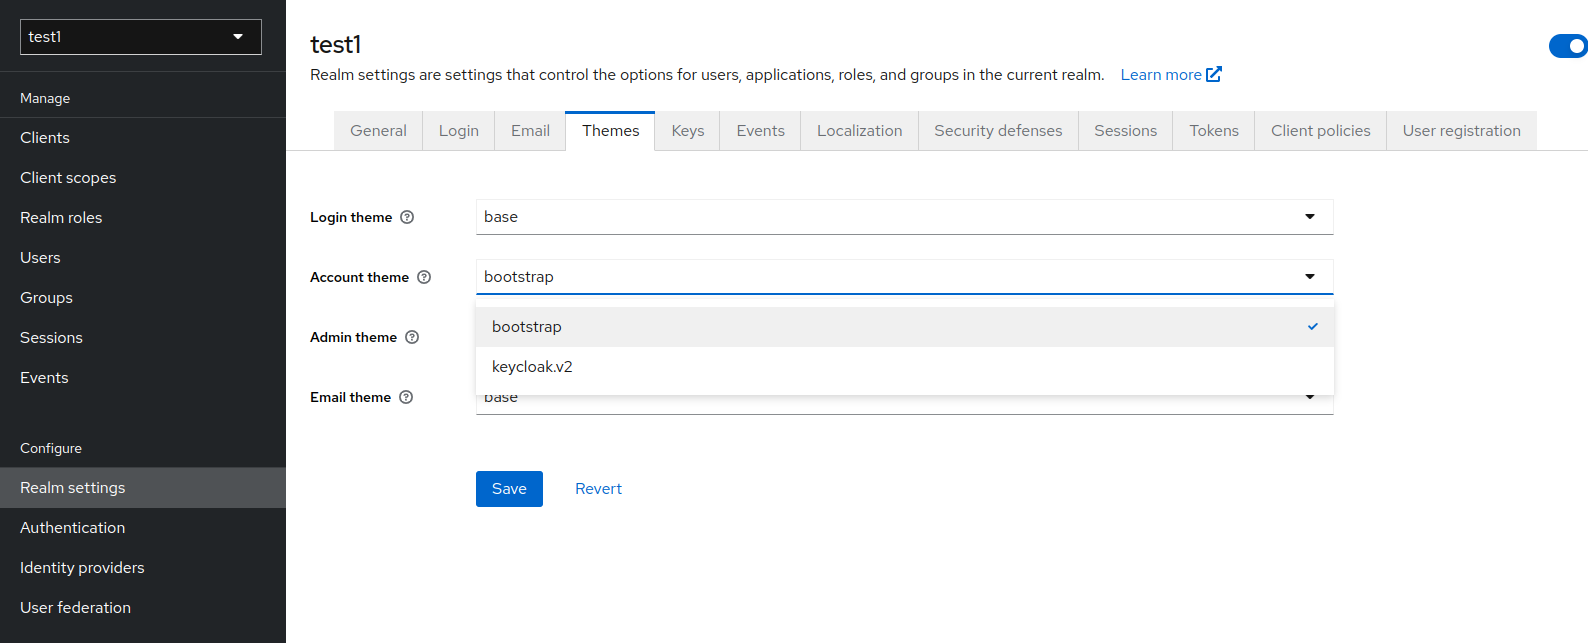 test1
Manage
Clients
Client scopes
Realm roles
Users
Groups
Sessions
Events
Configure
Realm settings
Authentication
Identity providers
User federation
test1
Realm settings are settings that control the options for users, applications, roles, and groups in the current realm. Learn more
General Login Email Themes Keys Events Localization Security defenses Sessions Tokens Client policies User registration
Login theme base
Account theme bootstrap
bootstrap
Admin theme
keycloak.v2
Email theme base
Save Revert